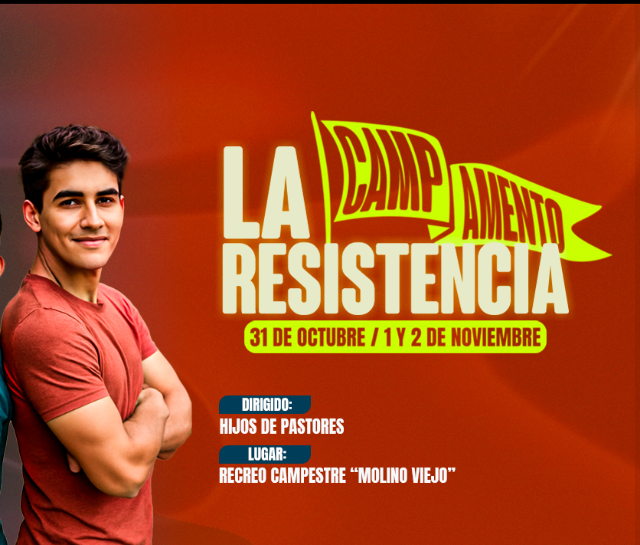 LA
CAMP
AMENTO
RESISTENCIA
31 DE OCTUBRE / 1 Y 2 DE NOVIEMBRE
DIRIGIDO:
HIJOS DE PASTORES
LUGAR:
RECREO CAMPESTRE “MOLINO VIEJO”